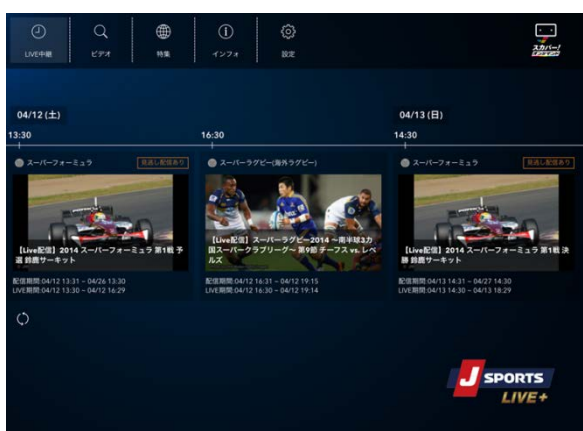 LIVE中継
ビデオ
特集
インフォ
設定
スカパー!
オンデマンド
04/12 (土)
04/13 (日)
13:30
16:30
14:30
スーパーフォーミュラ
見逃し配信あり
スーパーラグビー(海外ラグビー)
スーパーフォーミュラ
見逃し配信あり
【Live配信】2014 スーパーフォーミュラ 第1戦 予
選 鈴鹿サーキット
配信期間:04/12 13:31 - 04/26 13:30
LIVE期間:04/12 13:30 - 04/12 16:29
【Live配信】スーパーラグビー2014 ～南半球3カ
国スーパークラブリーグ～ 第9節 チーフス vs. レベ
ルズ
配信期間:04/12 16:31 - 04/12 19:15
LIVE期間:04/12 16:30 - 04/12 19:14
【Live配信】2014 スーパーフォーミュラ 第1戦 決
勝 鈴鹿サーキット
配信期間:04/13 14:31 - 04/27 14:30
LIVE期間:04/13 14:30 - 04/13 18:29
J SPORTS
LIVE+